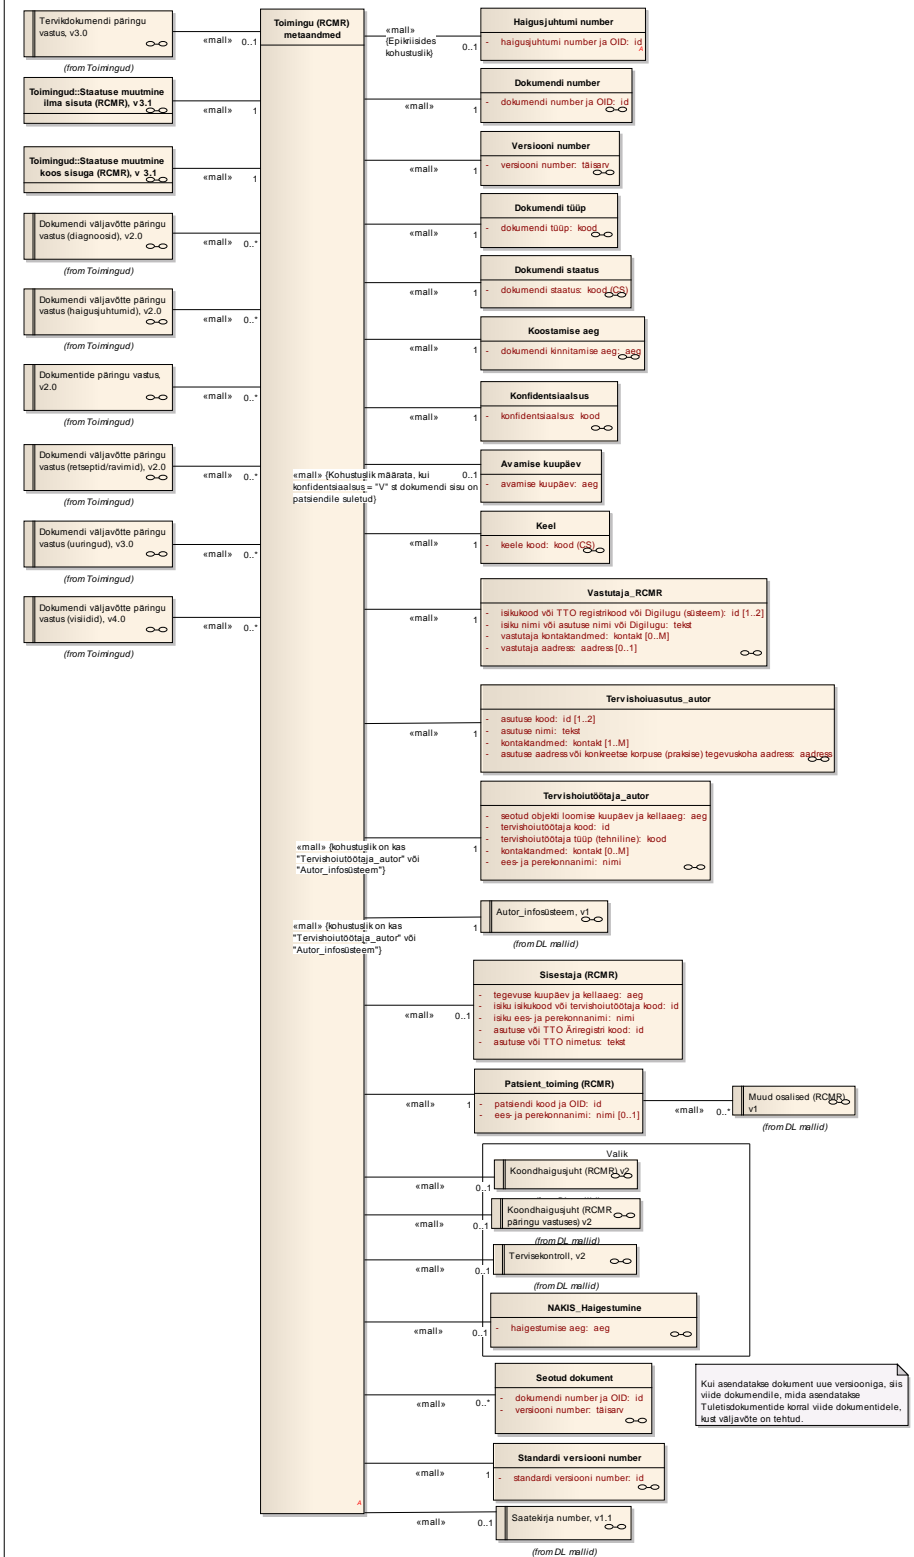 Tervikdokumendi päringu
vastus, v3.0
(from Toimingud)
«mall» 0..1
Toimingud::Staatuse muutmine
ilma sisuta (RCMR), v3.1
«mall» 1
Toimingud::Staatuse muutmine
koos sisuga (RCMR), v 3.1
«mall» 1
Dokumendi väljavõtte päringu
vastus (diagnoosid), v2.0
(from Toimingud)
«mall» 0..*
Dokumendi väljavõtte päringu
vastus (haigusjuhtumid), v2.0
(from Toimingud)
«mall» 0..*
Dokumentide päringu vastus,
v2.0
(from Toimingud)
«mall» 0..*
Dokumendi väljavõtte päringu
vastus (retseptid/ravimid), v2.0
(from Toimingud)
«mall» 0..*
Dokumendi väljavõtte päringu
vastus (uuringud), v3.0
(from Toimingud)
«mall» 0..*
Dokumendi väljavõtte päringu
vastus (visiidid), v4.0
(from Toimingud)
«mall» 0..*
Toimingu (RCMR)
metaandmed
A
«mall»
{Epikriisides
kohustuslik}
0..1
Haigusjuhtumi number
- haigusjuhtumi number ja OID: id
A
«mall» 1
Dokumendi number
- dokumendi number ja OID: id
«mall» 1
Versiooni number
- versiooni number: täisarv
«mall» 1
Dokumendi tüüp
- dokumendi tüüp: kood
«mall» 1
Dokumendi staatus
- dokumendi staatus: kood (CS)
«mall» 1
Koostamise aeg
- dokumendi kinnitamise aeg: aeg
«mall» 1
Konfidentsiaalsus
- konfidentsiaalsus: kood
«mall» {Kohustuslik määrata, kui
konfidentsiaalsus = "V" st dokumendi sisu on
patsiendile suletud}
0..1
Avamise kuupäev
- avamise kuupäev: aeg
«mall» 1
Keel
- keele kood: kood (CS)
«mall» 1
Vastutaja_RCMR
- isikukood või TTO registrikood või Digilugu (süsteem): id [1..2]
- isiku nimi või asutuse nimi või Digilugu: tekst
- vastutaja kontaktandmed: kontakt [0..M]
- vastutaja aadress: aadress [0..1]
«mall» 1
Tervishoiuasutus_autor
- asutuse kood: id [1..2]
- asutuse nimi: tekst
- kontaktandmed: kontakt [1..M]
- asutuse aadress või konkreetse korpuse (praksise) tegevuskoha aadress: aadress
«mall» {kohustuslik on kas
"Tervishoiutöötaja_autor" või
"Autor_infosüsteem"}
1
Tervishoiutöötaja_autor
- seotud objekti loomise kuupäev ja kellaaeg: aeg
- tervishoiutöötaja kood: id
- tervishoiutöötaja tüüp (tehniline): kood
- kontaktandmed: kontakt [0..M]
- ees- ja perekonnanimi: nimi
«mall» {kohustuslik on kas
"Tervishoiutöötaja_autor" või
"Autor_infosüsteem"}
1
Autor_infosüsteem, v1
(from DL mallid)
«mall» 0..1
Sisestaja (RCMR)
- tegevuse kuupäev ja kellaaeg: aeg
- isiku isikukood või tervishoiutöötaja kood: id
- isiku ees- ja perekonnanimi: nimi
- asutuse või TTO Äriregistri kood: id
- asutuse või TTO nimetus: tekst
«mall» 1
Patsient_toiming (RCMR)
- patsiendi kood ja OID: id
- ees- ja perekonnanimi: nimi [0..1]
«mall» 0..*
Muud osalised (RCMR)
v1
(from DL mallid)
Valik
«mall» 0..1
Koondhaigusjuht (RCMR) v2
«mall» 0..1
Koondhaigusjuht (RCMR
päringu vastuses) v2
(from DL mallid)
«mall» 0..1
Tervisekontroll, v2
(from DL mallid)
«mall» 0..1
NAKIS_Haigestumine
- haigestumise aeg: aeg
«mall» 0..*
Seotud dokument
- dokumendi number ja OID: id
- versiooni number: täisarv
Kui asendatakse dokument uue versiooniga, siis
viide dokumendile, mida asendatakse
Tuletisdokumentide korral viide dokumentidele,
kust väljavõte on tehtud.
«mall» 1
Standardi versiooni number
- standardi versiooni number: id
«mall» 0..1
Saatekirja number, v1.1
(from DL mallid)